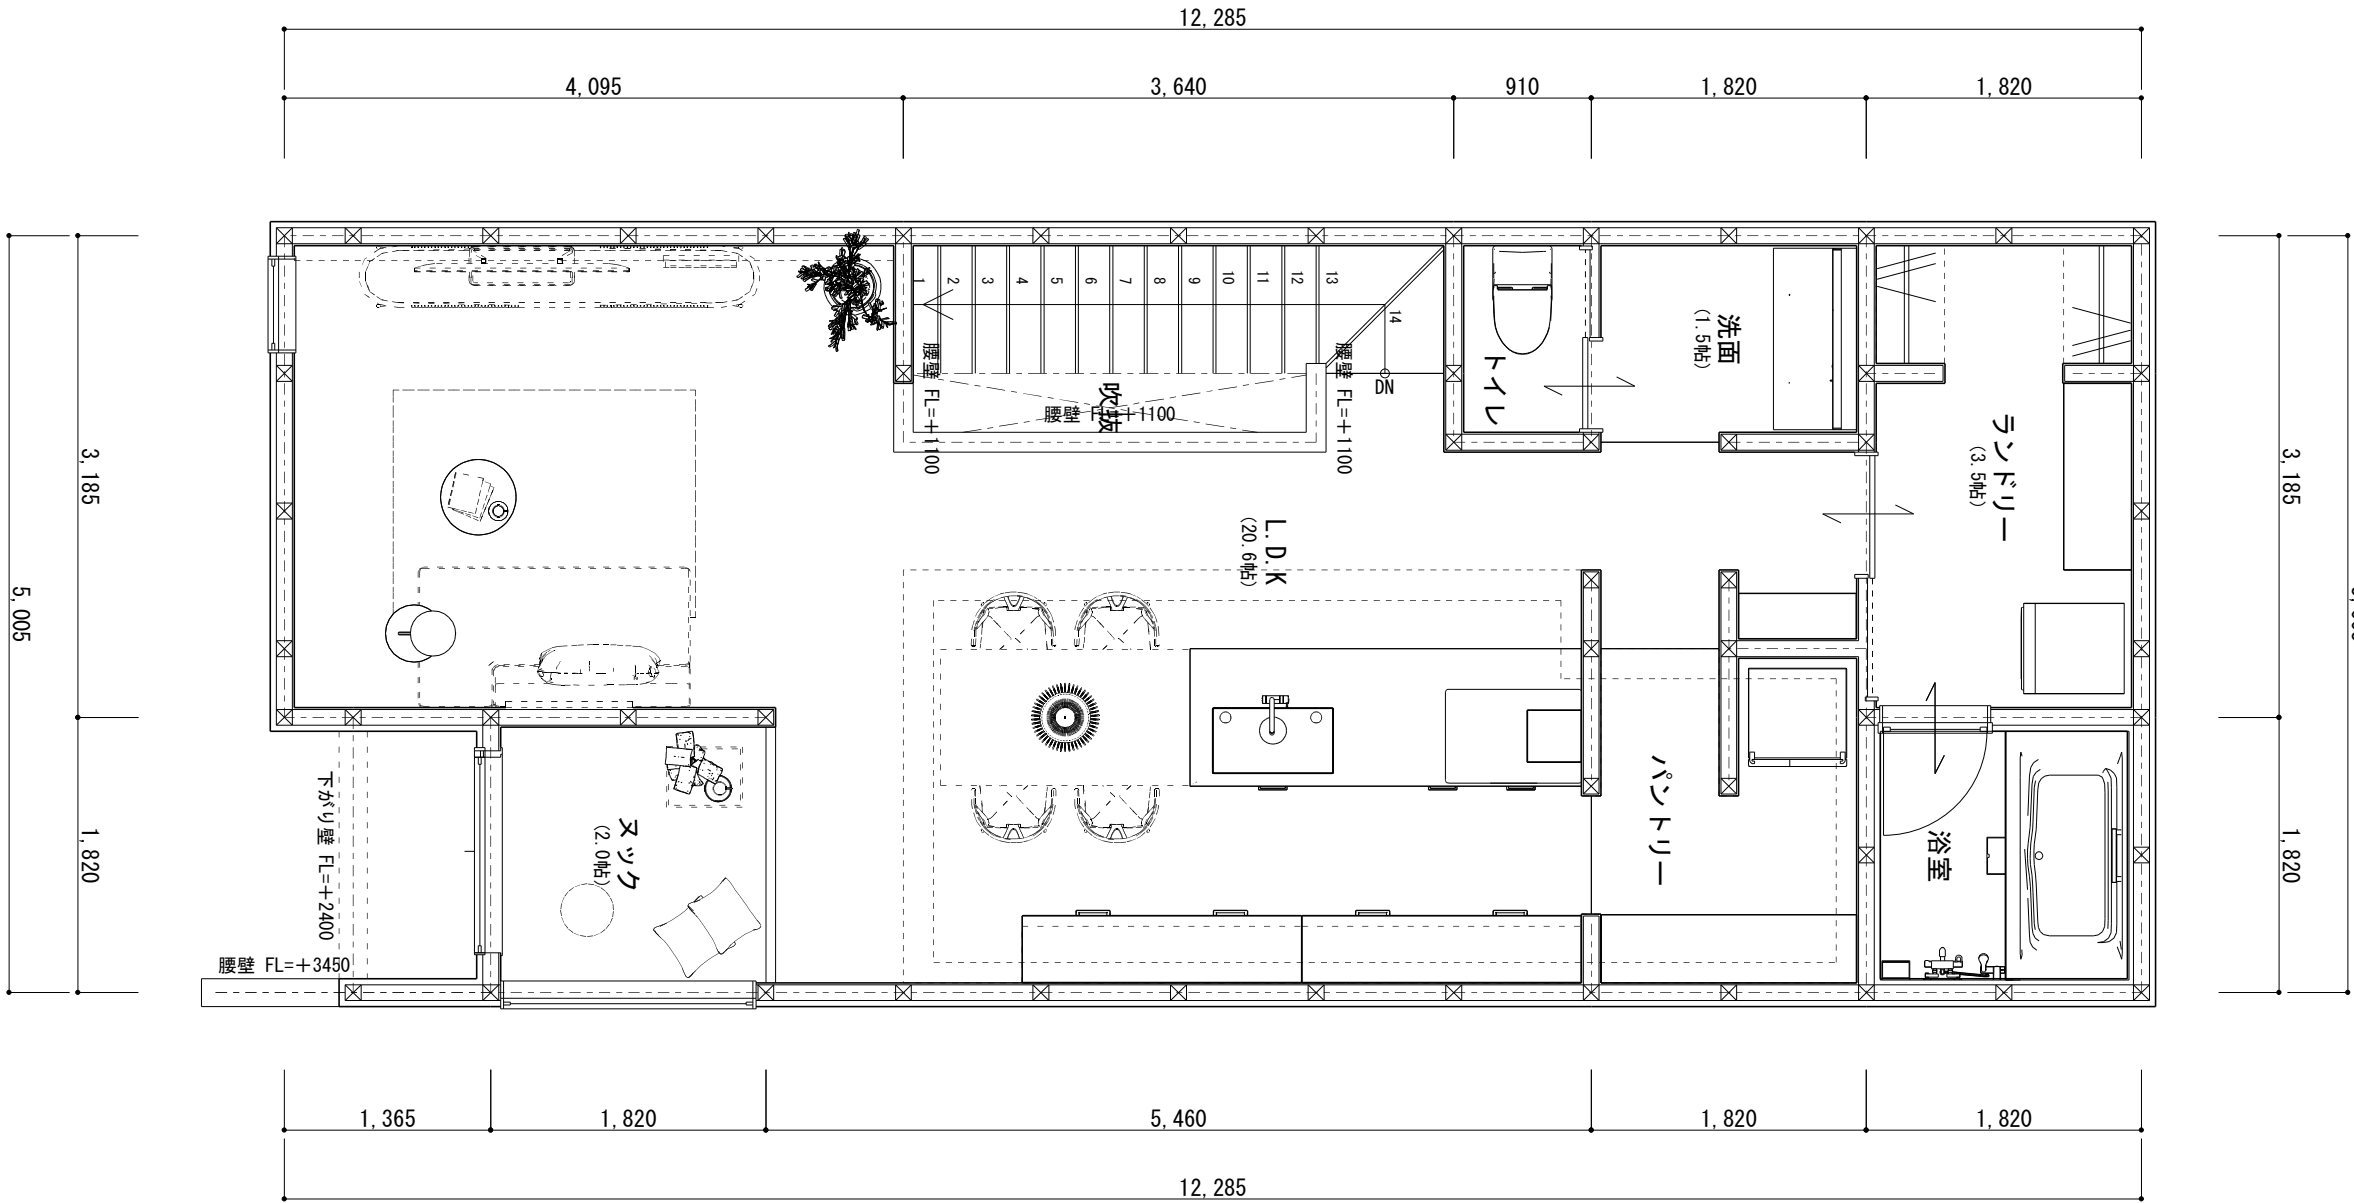 12,285
4,095
3,640
910
1,820
1,820
1
2
3
4
5
6
7
8
9
10
11
12
13
14
DN
腰壁 FL=+1100
吹抜
腰壁 FL=+1100
腰壁 FL=+1100
トイレ
洗面
(1.5帖)
ランドリー
(3.5帖)
L.D.K
(20.6帖)
パントリー
浴室
ヌック
(2.0帖)
下がり壁 FL=+2400
腰壁 FL=+3450
5,005
3,185
1,820
3,185
1,820
1,365
1,820
5,460
1,820
1,820
12,285